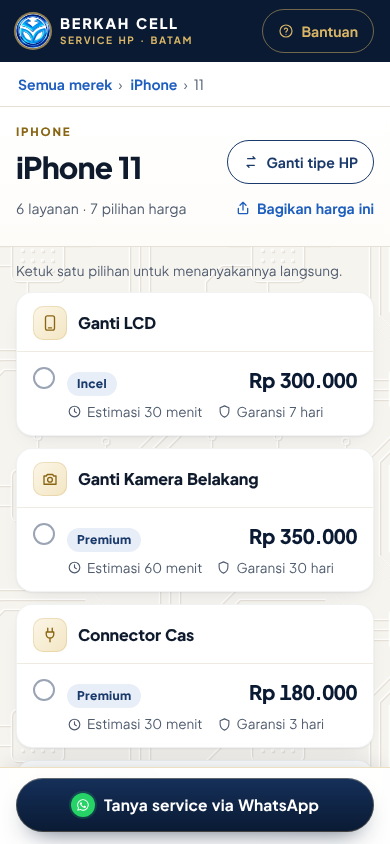 BERKAH CELL
SERVICE HP · BATAM
Bantuan
Semua merek › iPhone › 11
IPHONE
iPhone 11
Ganti tipe HP
6 layanan · 7 pilihan harga
Bagikan harga ini
Ketuk satu pilihan untuk menanyakannya langsung.
Ganti LCD
Incel
Rp 300.000
Estimasi 30 menit
Garansi 7 hari
Ganti Kamera Belakang
Premium
Rp 350.000
Estimasi 60 menit
Garansi 30 hari
Connector Cas
Premium
Rp 180.000
Estimasi 30 menit
Garansi 3 hari
Tanya service via WhatsApp